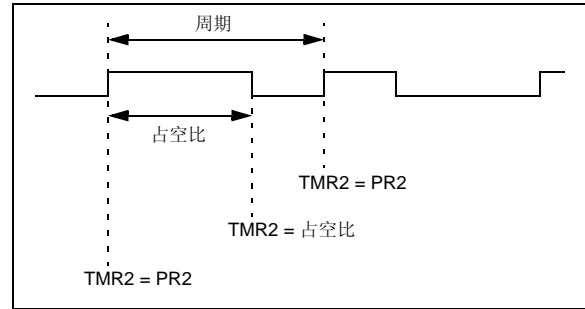 周期
占空比
TMR2 = PR2
TMR2 = 占空比
TMR2 = PR2